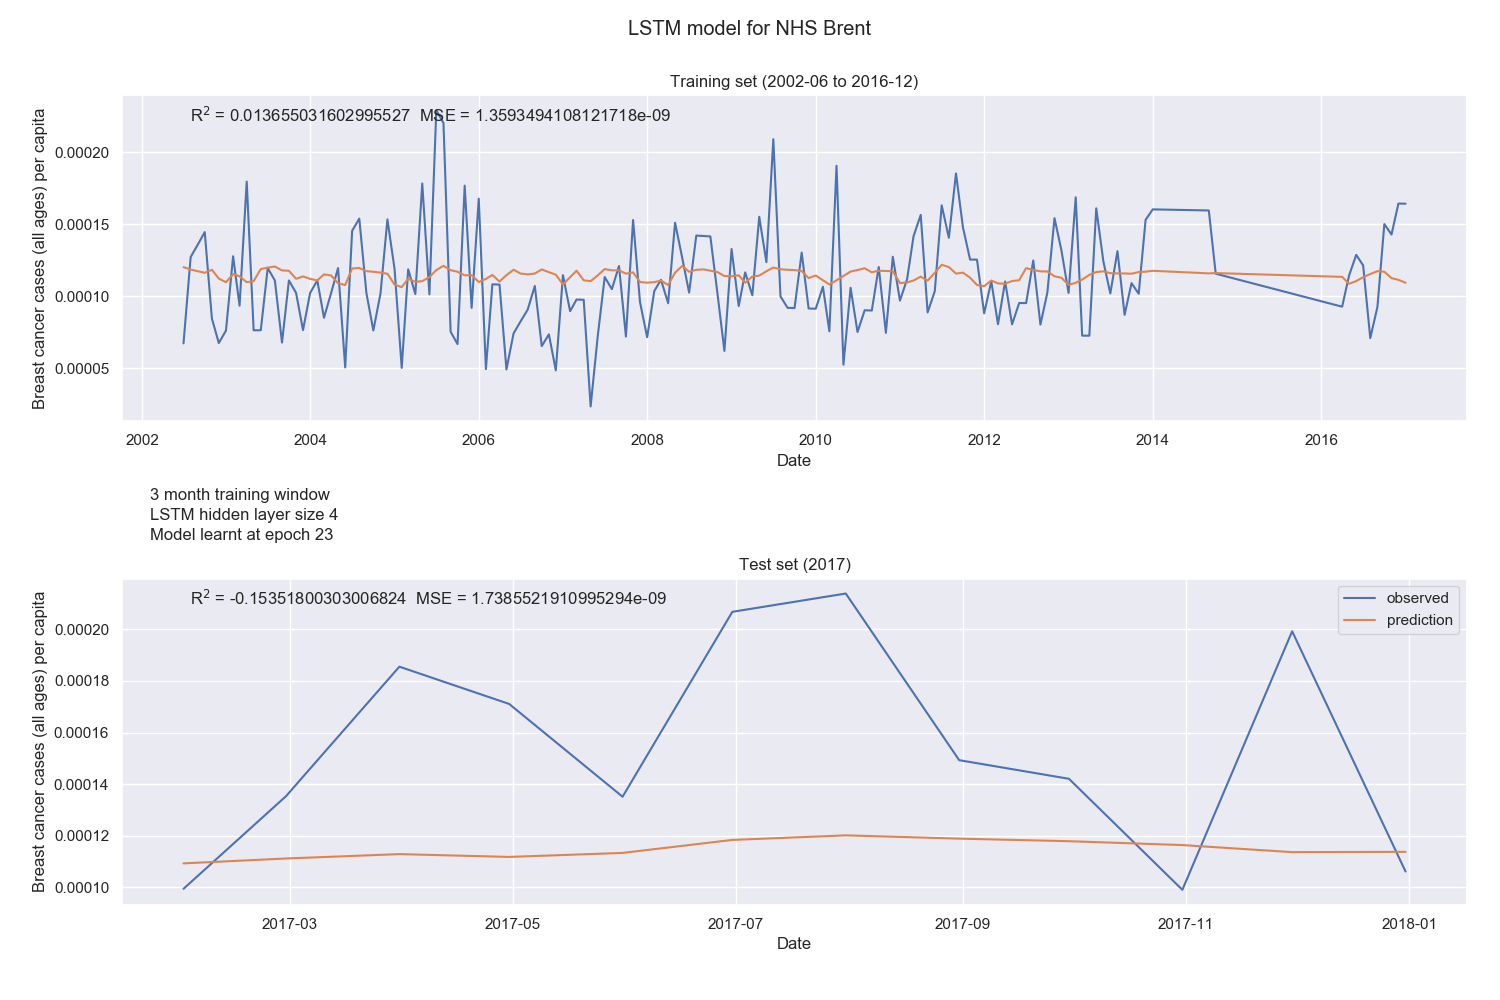 LSTM model for NHS Brent
Training set (2002-06 to 2016-12)
R² = 0.013655031602995527  MSE = 1.3593494108121718e-09
Breast cancer cases (all ages) per capita
0.00020
0.00015
0.00010
0.00005
2002 2004 2006 2008 2010 2012 2014 2016
Date
3 month training window
LSTM hidden layer size 4
Model learnt at epoch 23
Test set (2017)
R² = -0.15351800303006824  MSE = 1.7385521910995294e-09
observed
prediction
Breast cancer cases (all ages) per capita
0.00020
0.00018
0.00016
0.00014
0.00012
0.00010
2017-03 2017-05 2017-07 2017-09 2017-11 2018-01
Date